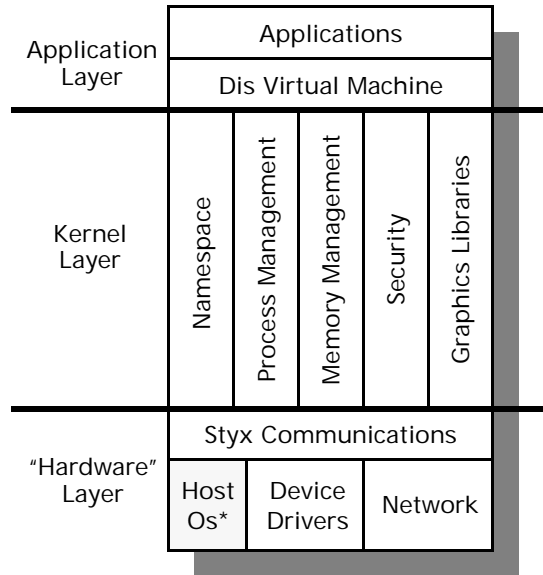 Application
Layer
Applications
Dis Virtual Machine
Kernel
Layer
Namespace
Process Management
Memory Management
Security
Graphics Libraries
"Hardware"
Layer
Styx Communications
Host
Os*
Device
Drivers
Network